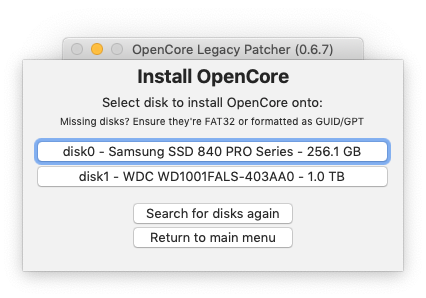 OpenCore Legacy Patcher (0.6.7)
Install OpenCore
Select disk to install OpenCore onto:
Missing disks? Ensure they're FAT32 or formatted as GUID/GPT
disk0 - Samsung SSD 840 PRO Series - 256.1 GB
disk1 - WDC WD1001FALS-403AA0 - 1.0 TB
Search for disks again
Return to main menu